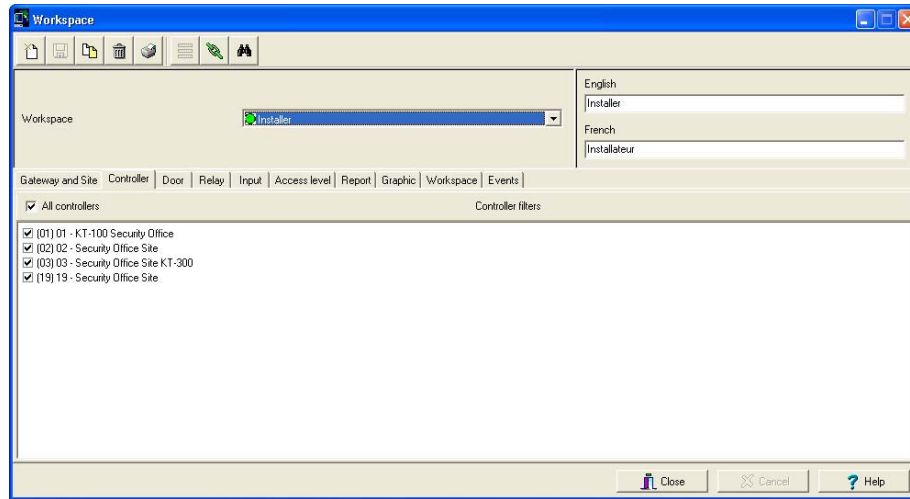 Workspace
English
Installer
Workspace
Installer
French
Installateur
Gateway and Site Controller Door Relay Input Access level Report Graphic Workspace Events
All controllers Controller filters
(01) 01 - KT-100 Security Office
(02) 02 - Security Office Site
(03) 03 - Security Office Site KT-300
(19) 19 - Security Office Site
Close Cancel Help